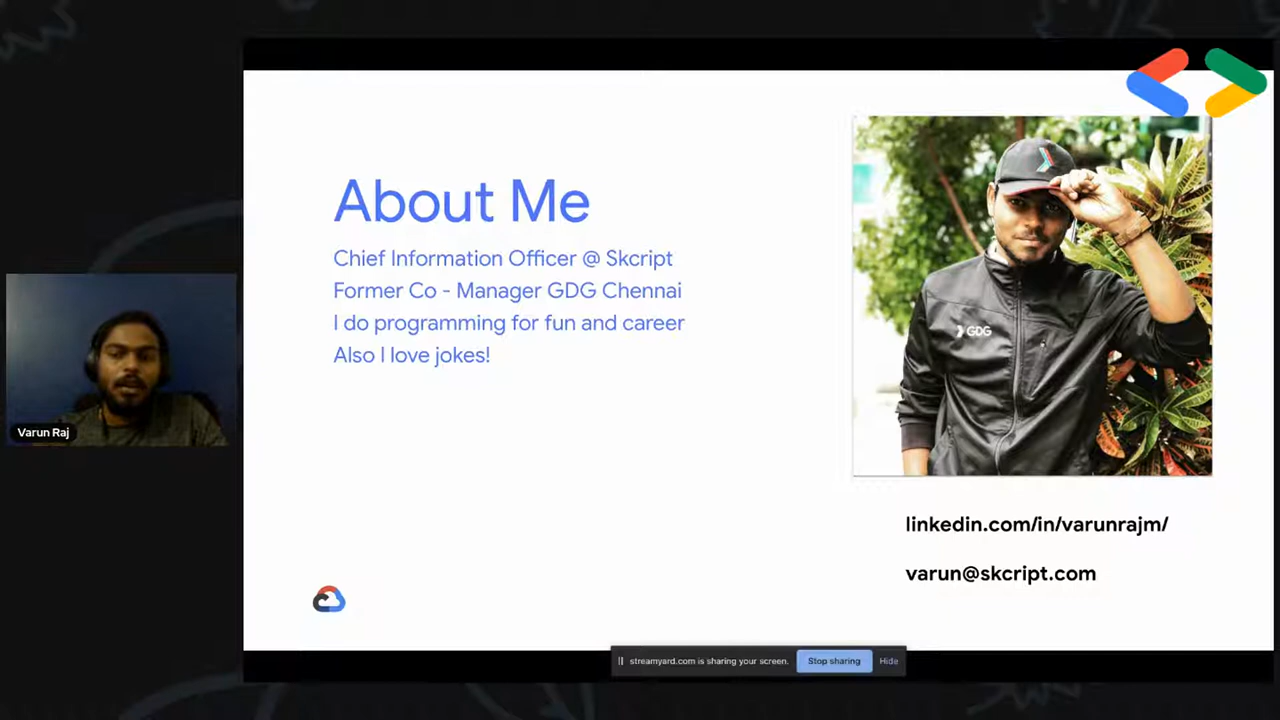 About Me
Chief Information Officer @ Skcript
Former Co - Manager GDG Chennai
I do programming for fun and career
Also I love jokes!
GDG
Varun Raj
linkedin.com/in/varunrajm/
varun@skcript.com
streamyard.com is sharing your screen.
Stop sharing
Hide